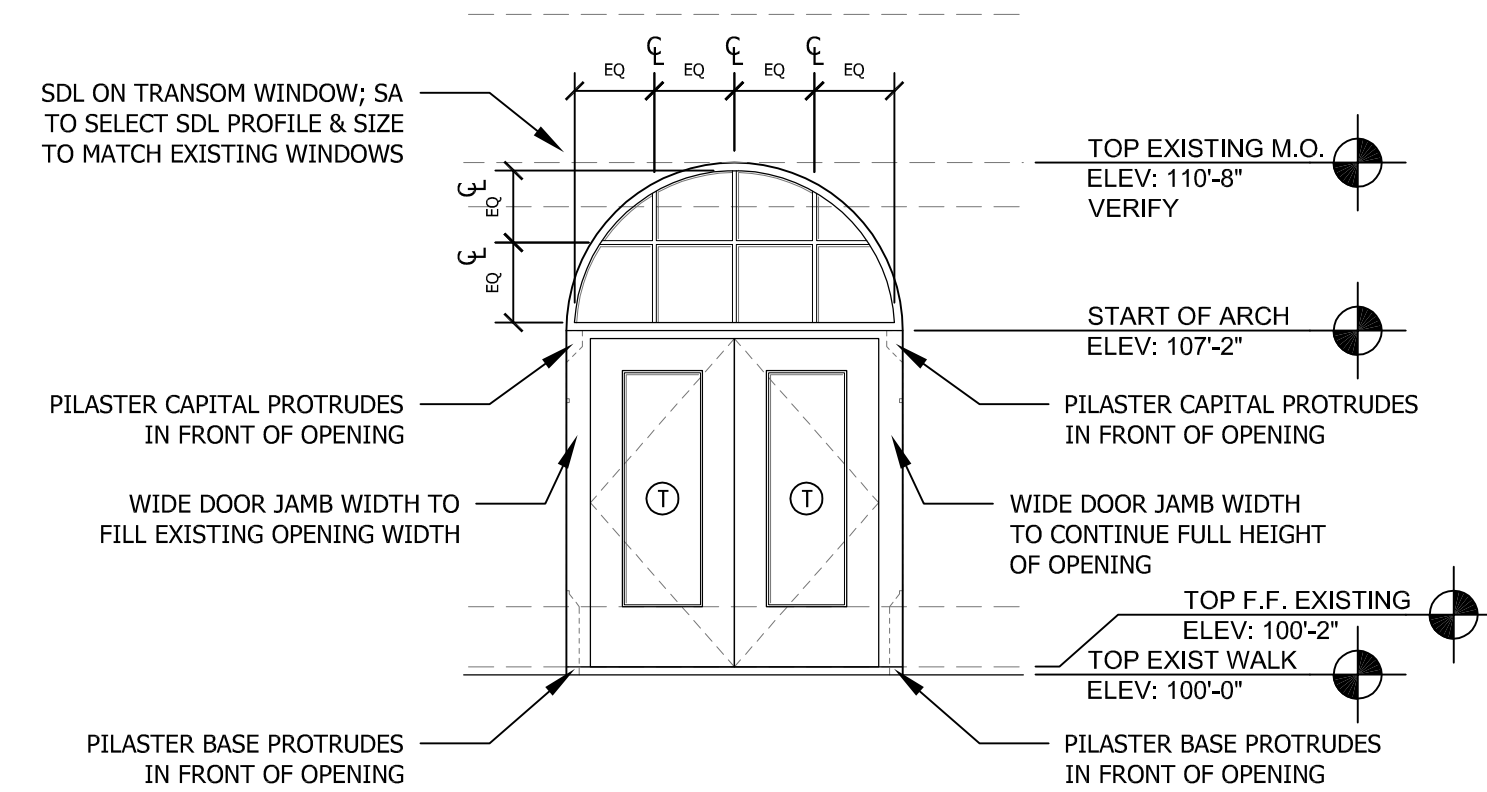 ℄ ℄ ℄
EQ EQ EQ EQ
SDL ON TRANSOM WINDOW; SA
TO SELECT SDL PROFILE & SIZE
TO MATCH EXISTING WINDOWS
℄
EQ
℄
EQ
TOP EXISTING M.O.
ELEV: 110'-8"
VERIFY
START OF ARCH
ELEV: 107'-2"
PILASTER CAPITAL PROTRUDES
IN FRONT OF OPENING
PILASTER CAPITAL PROTRUDES
IN FRONT OF OPENING
WIDE DOOR JAMB WIDTH TO
FILL EXISTING OPENING WIDTH
T T
WIDE DOOR JAMB WIDTH
TO CONTINUE FULL HEIGHT
OF OPENING
TOP F.F. EXISTING
ELEV: 100'-2"
TOP EXIST WALK
ELEV: 100'-0"
PILASTER BASE PROTRUDES
IN FRONT OF OPENING
PILASTER BASE PROTRUDES
IN FRONT OF OPENING